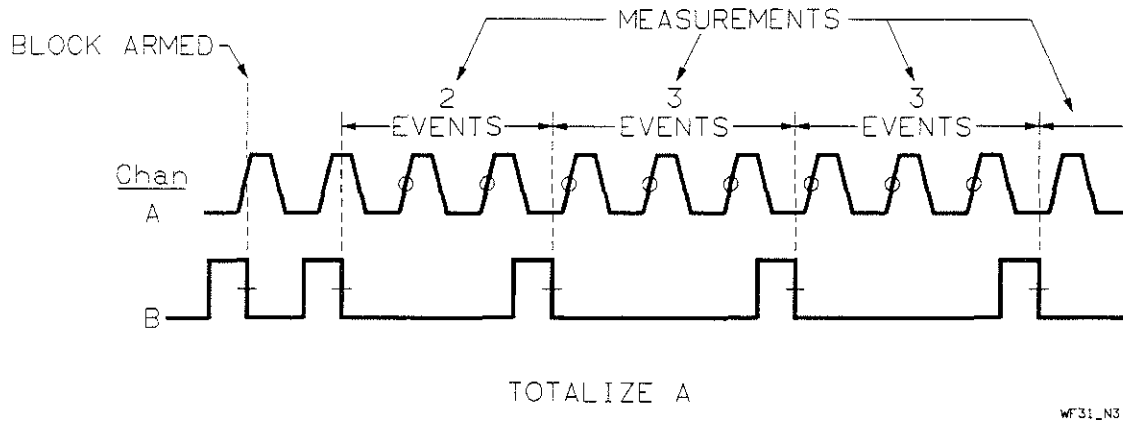 MEASUREMENTS
BLOCK ARMED
2 3 3
EVENTS EVENTS EVENTS
Chan
A
B
TOTALIZE A
WF31_N3